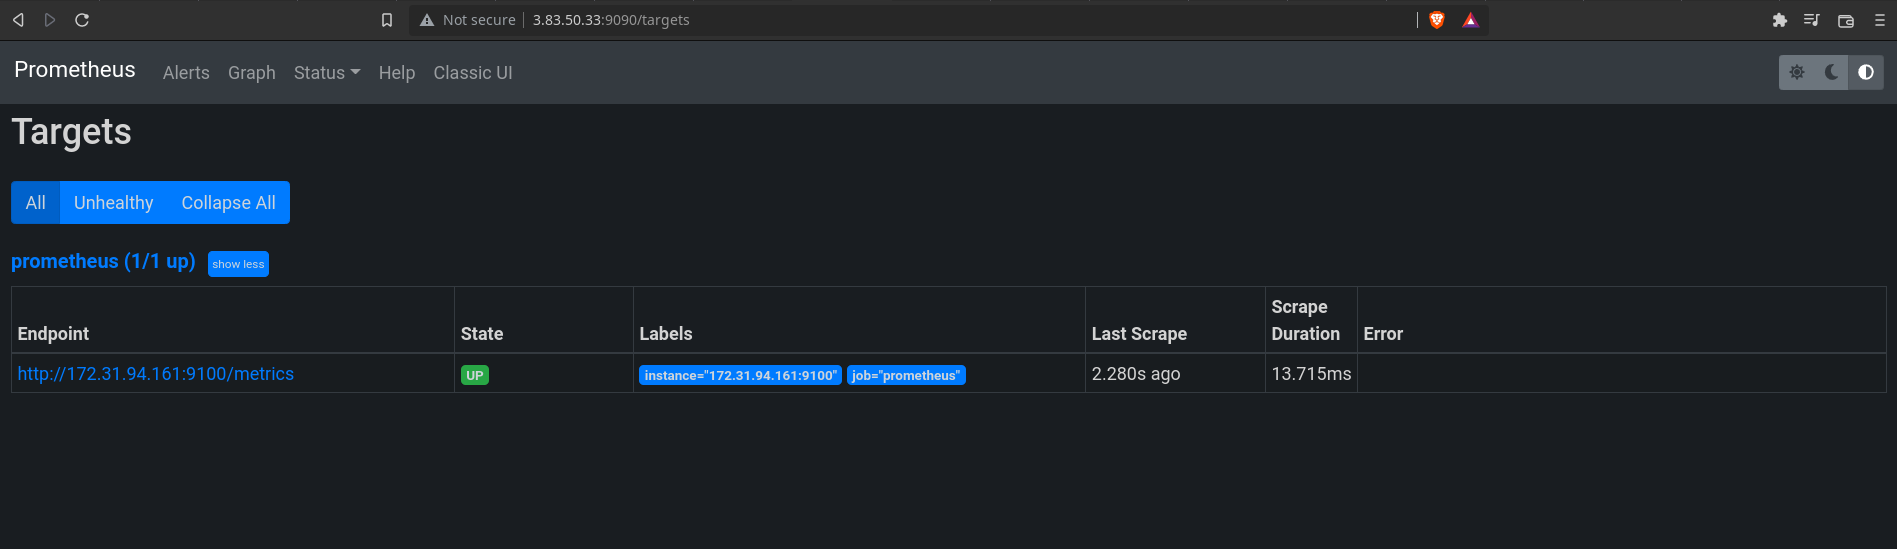 Not secure 3.83.50.33:9090/targets
Prometheus Alerts Graph Status Help Classic UI
Targets
All Unhealthy Collapse All
prometheus (1/1 up) show less
Endpoint State Labels Last Scrape Scrape Duration Error
http://172.31.94.161:9100/metrics UP instance="172.31.94.161:9100" job="prometheus" 2.280s ago 13.715ms